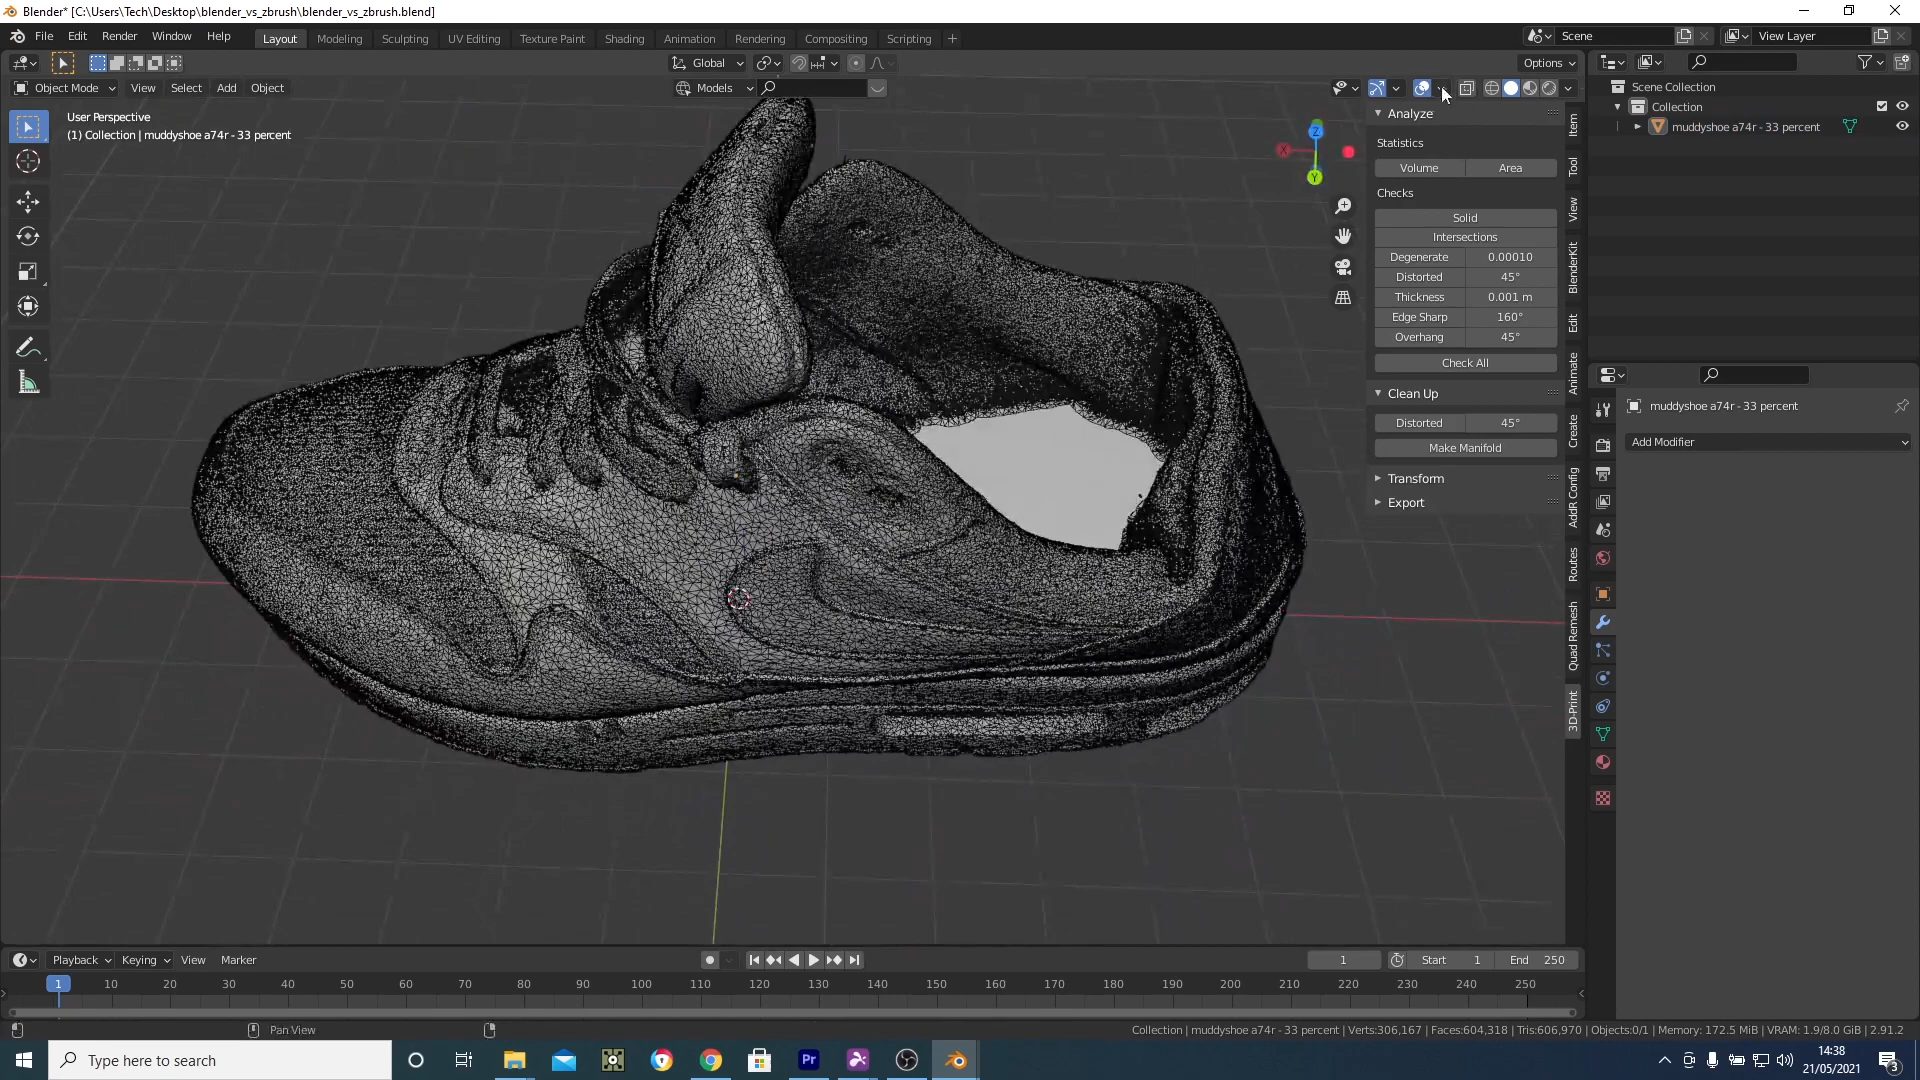 Blender* [C:\Users\Tech\Desktop\blender_vs_zbrush\blender_vs_zbrush.blend]
File Edit Render Window Help Layout Modeling Sculpting UV Editing Texture Paint Shading Animation Rendering Compositing Scripting + Scene View Layer
Global Options
Object Mode View Select Add Object Models
User Perspective
(1) Collection | muddyshoe a74r - 33 percent
Z
X
Y
Analyze
Statistics
Volume Area
Checks
Solid
Intersections
Degenerate 0.00010
Distorted 45°
Thickness 0.001 m
Edge Sharp 160°
Overhang 45°
Check All
Clean Up
Distorted 45°
Make Manifold
Transform
Export
Item
Tool
View
BlenderKit
Edit
Animate
Create
AddR Config
Routes
Quad Remesh
3D-Print
Scene Collection
Collection
muddyshoe a74r - 33 percent
muddyshoe a74r - 33 percent
Add Modifier
Playback Keying View Marker 1 Start 1 End 250
1 10 20 30 40 50 60 70 80 90 100 110 120 130 140 150 160 170 180 190 200 210 220 230 240 250
Pan View
Collection | muddyshoe a74r - 33 percent | Verts:306,167 | Faces:604,318 | Tris:606,970 | Objects:0/1 | Memory: 172.5 MiB | VRAM: 1.9/8.0 GiB | 2.91.2
Type here to search
Pr
14:38
21/05/2021
3